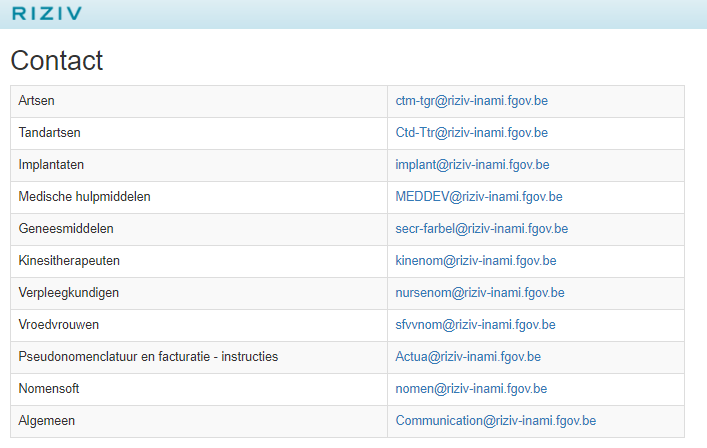 RIZIV
Contact
Artsen ctm-tgr@riziv-inami.fgov.be
Tandartsen Ctd-Ttr@riziv-inami.fgov.be
Implantaten implant@riziv-inami.fgov.be
Medische hulpmiddelen MEDDEV@riziv-inami.fgov.be
Geneesmiddelen secr-farbel@riziv-inami.fgov.be
Kinesitherapeuten kinenom@riziv-inami.fgov.be
Verpleegkundigen nursenom@riziv-inami.fgov.be
Vroedvrouwen sfvvnom@riziv-inami.fgov.be
Pseudonomenclatuur en facturatie - instructies Actua@riziv-inami.fgov.be
Nomensoft nomen@riziv-inami.fgov.be
Algemeen Communication@riziv-inami.fgov.be